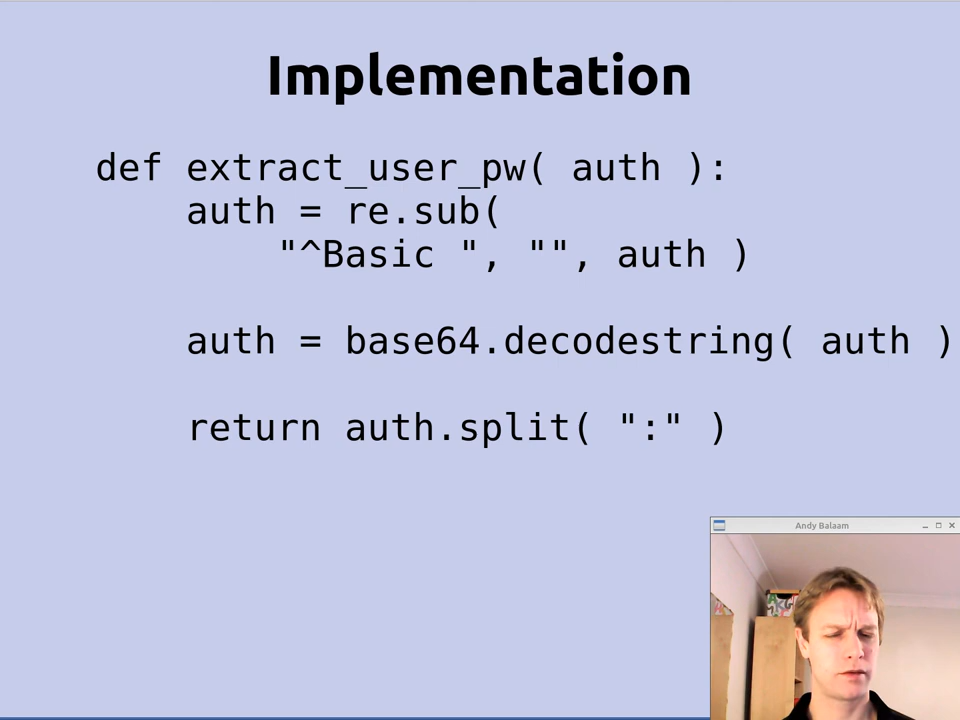 Implementation
def extract_user_pw( auth ):
    auth = re.sub(
        "^Basic ", "", auth )
    auth = base64.decodestring( auth )
    return auth.split( ":" )
Andy Balaam